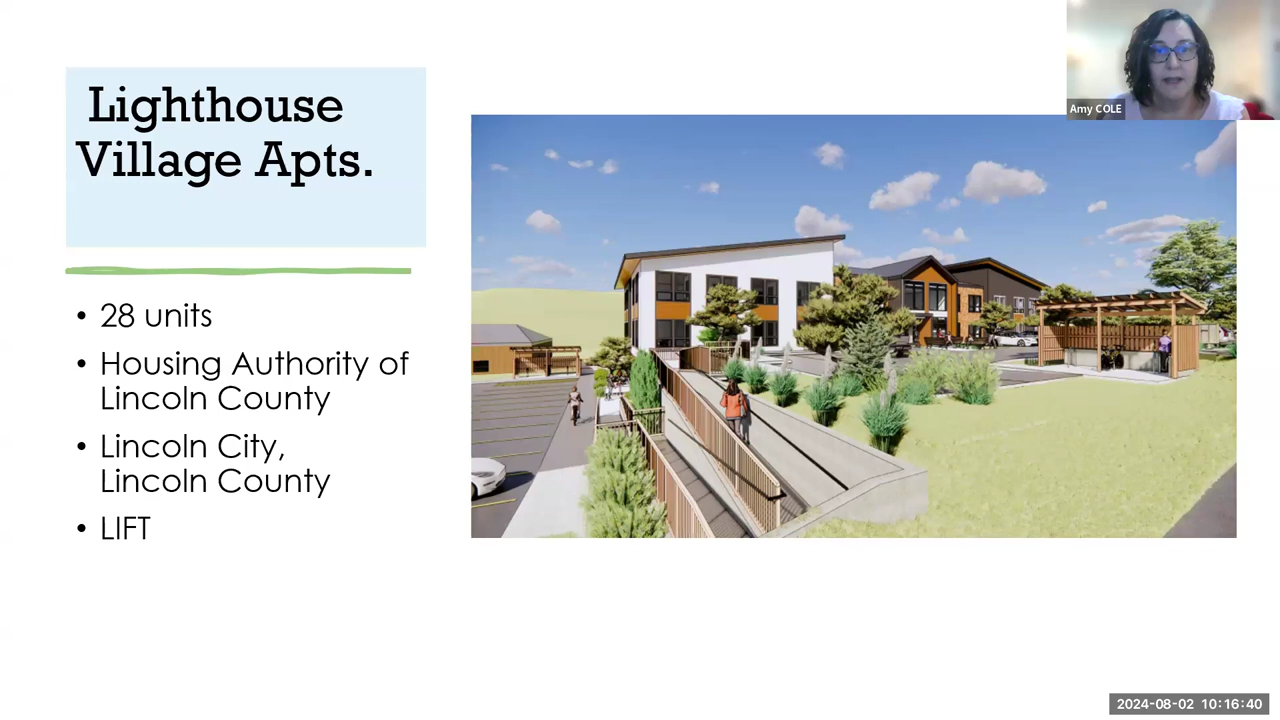 Lighthouse
Village Apts.
• 28 units
• Housing Authority of
Lincoln County
• Lincoln City,
Lincoln County
• LIFT
Amy COLE
2024-08-02 10:16:40